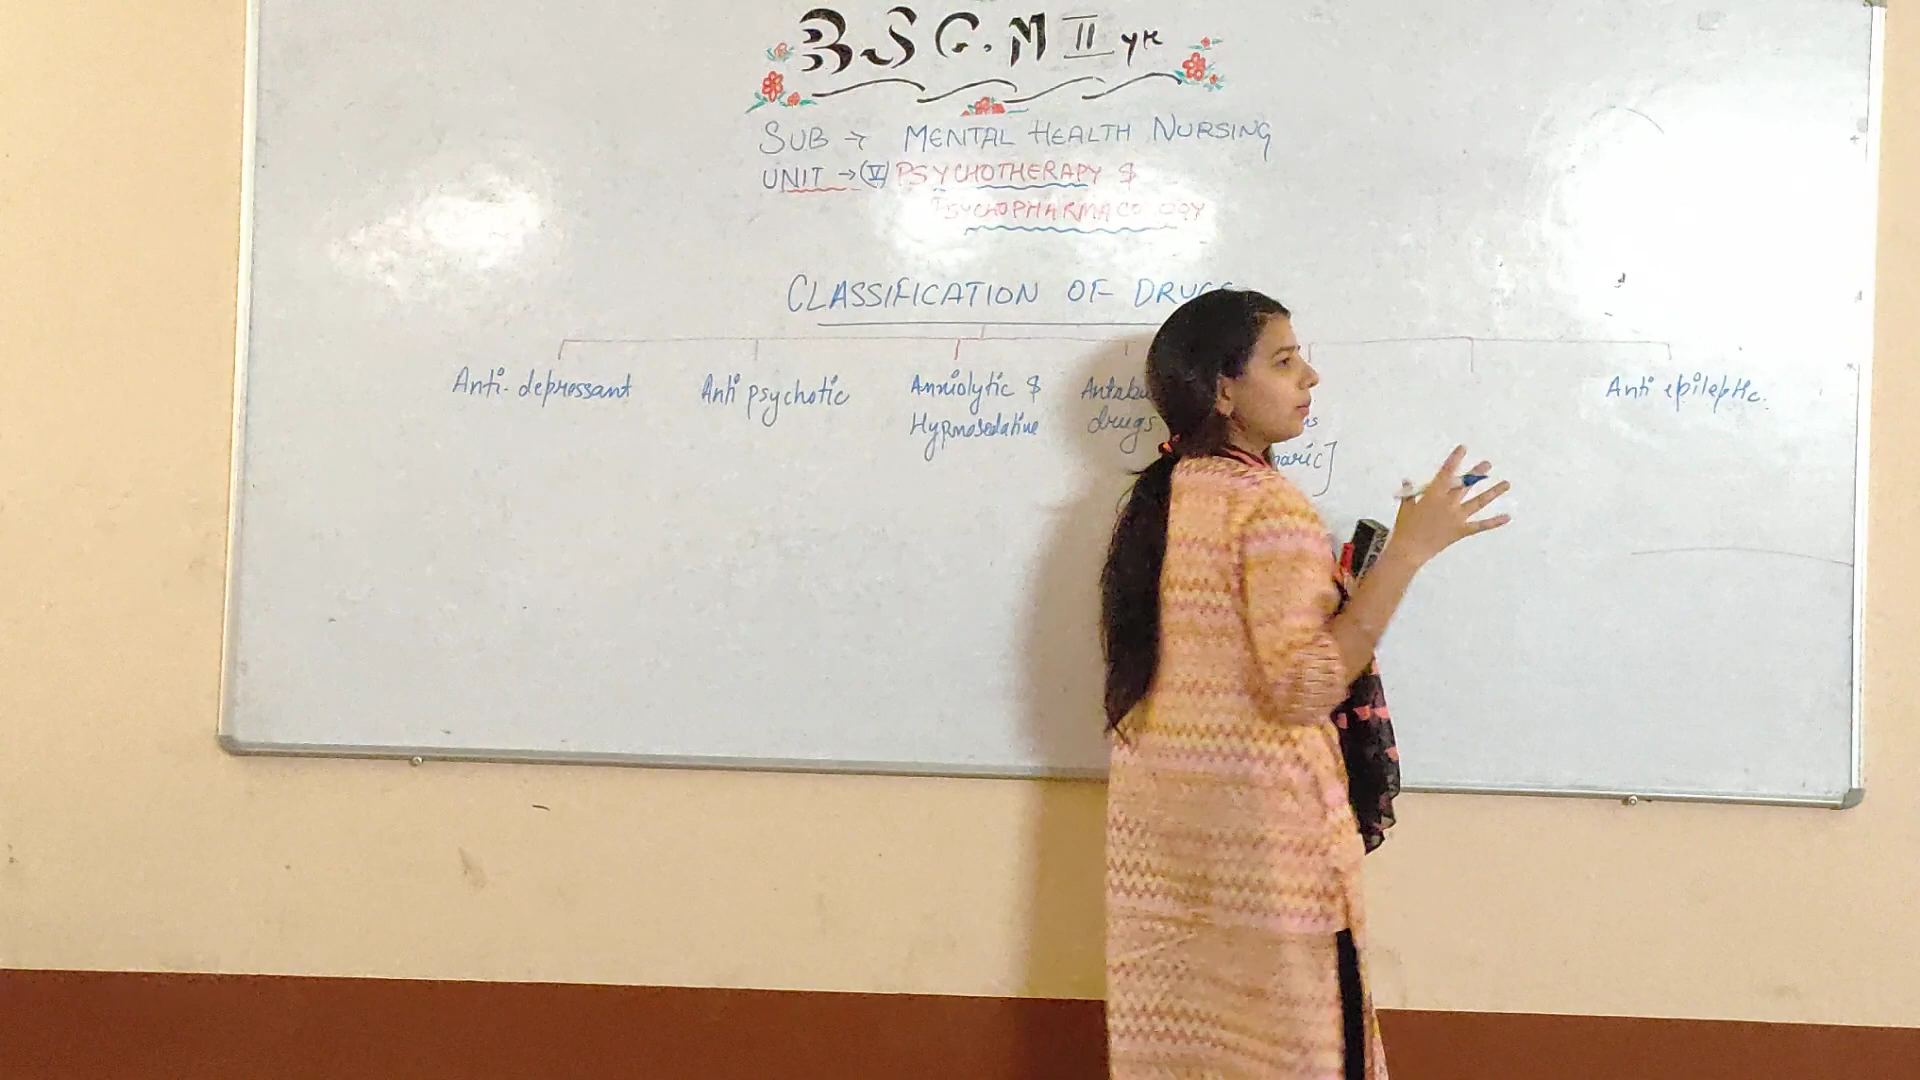 BSC. N II yr
SUB → MENTAL HEALTH NURSING
UNIT → (V) PSYCHOTHERAPY &
PSYCHOPHARMACOLOGY
CLASSIFICATION OF DRUGS
Anti-depressant
Anti psychotic
Anxiolytic &
Hypnosedative
drugs
Anti epileptic.